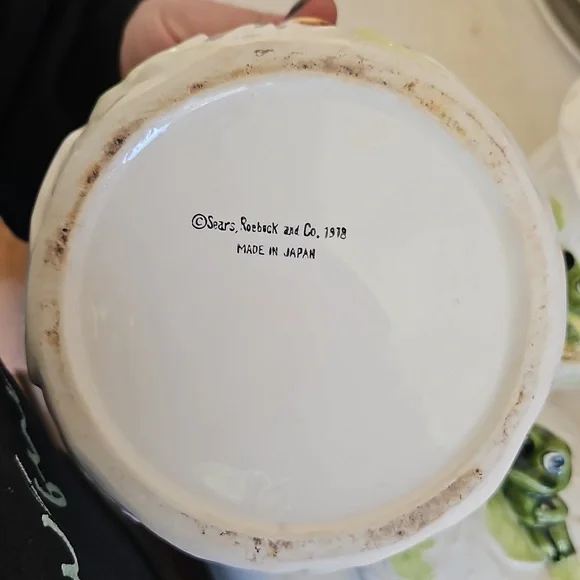 ©Sears, Roebuck and Co. 1978
MADE IN JAPAN